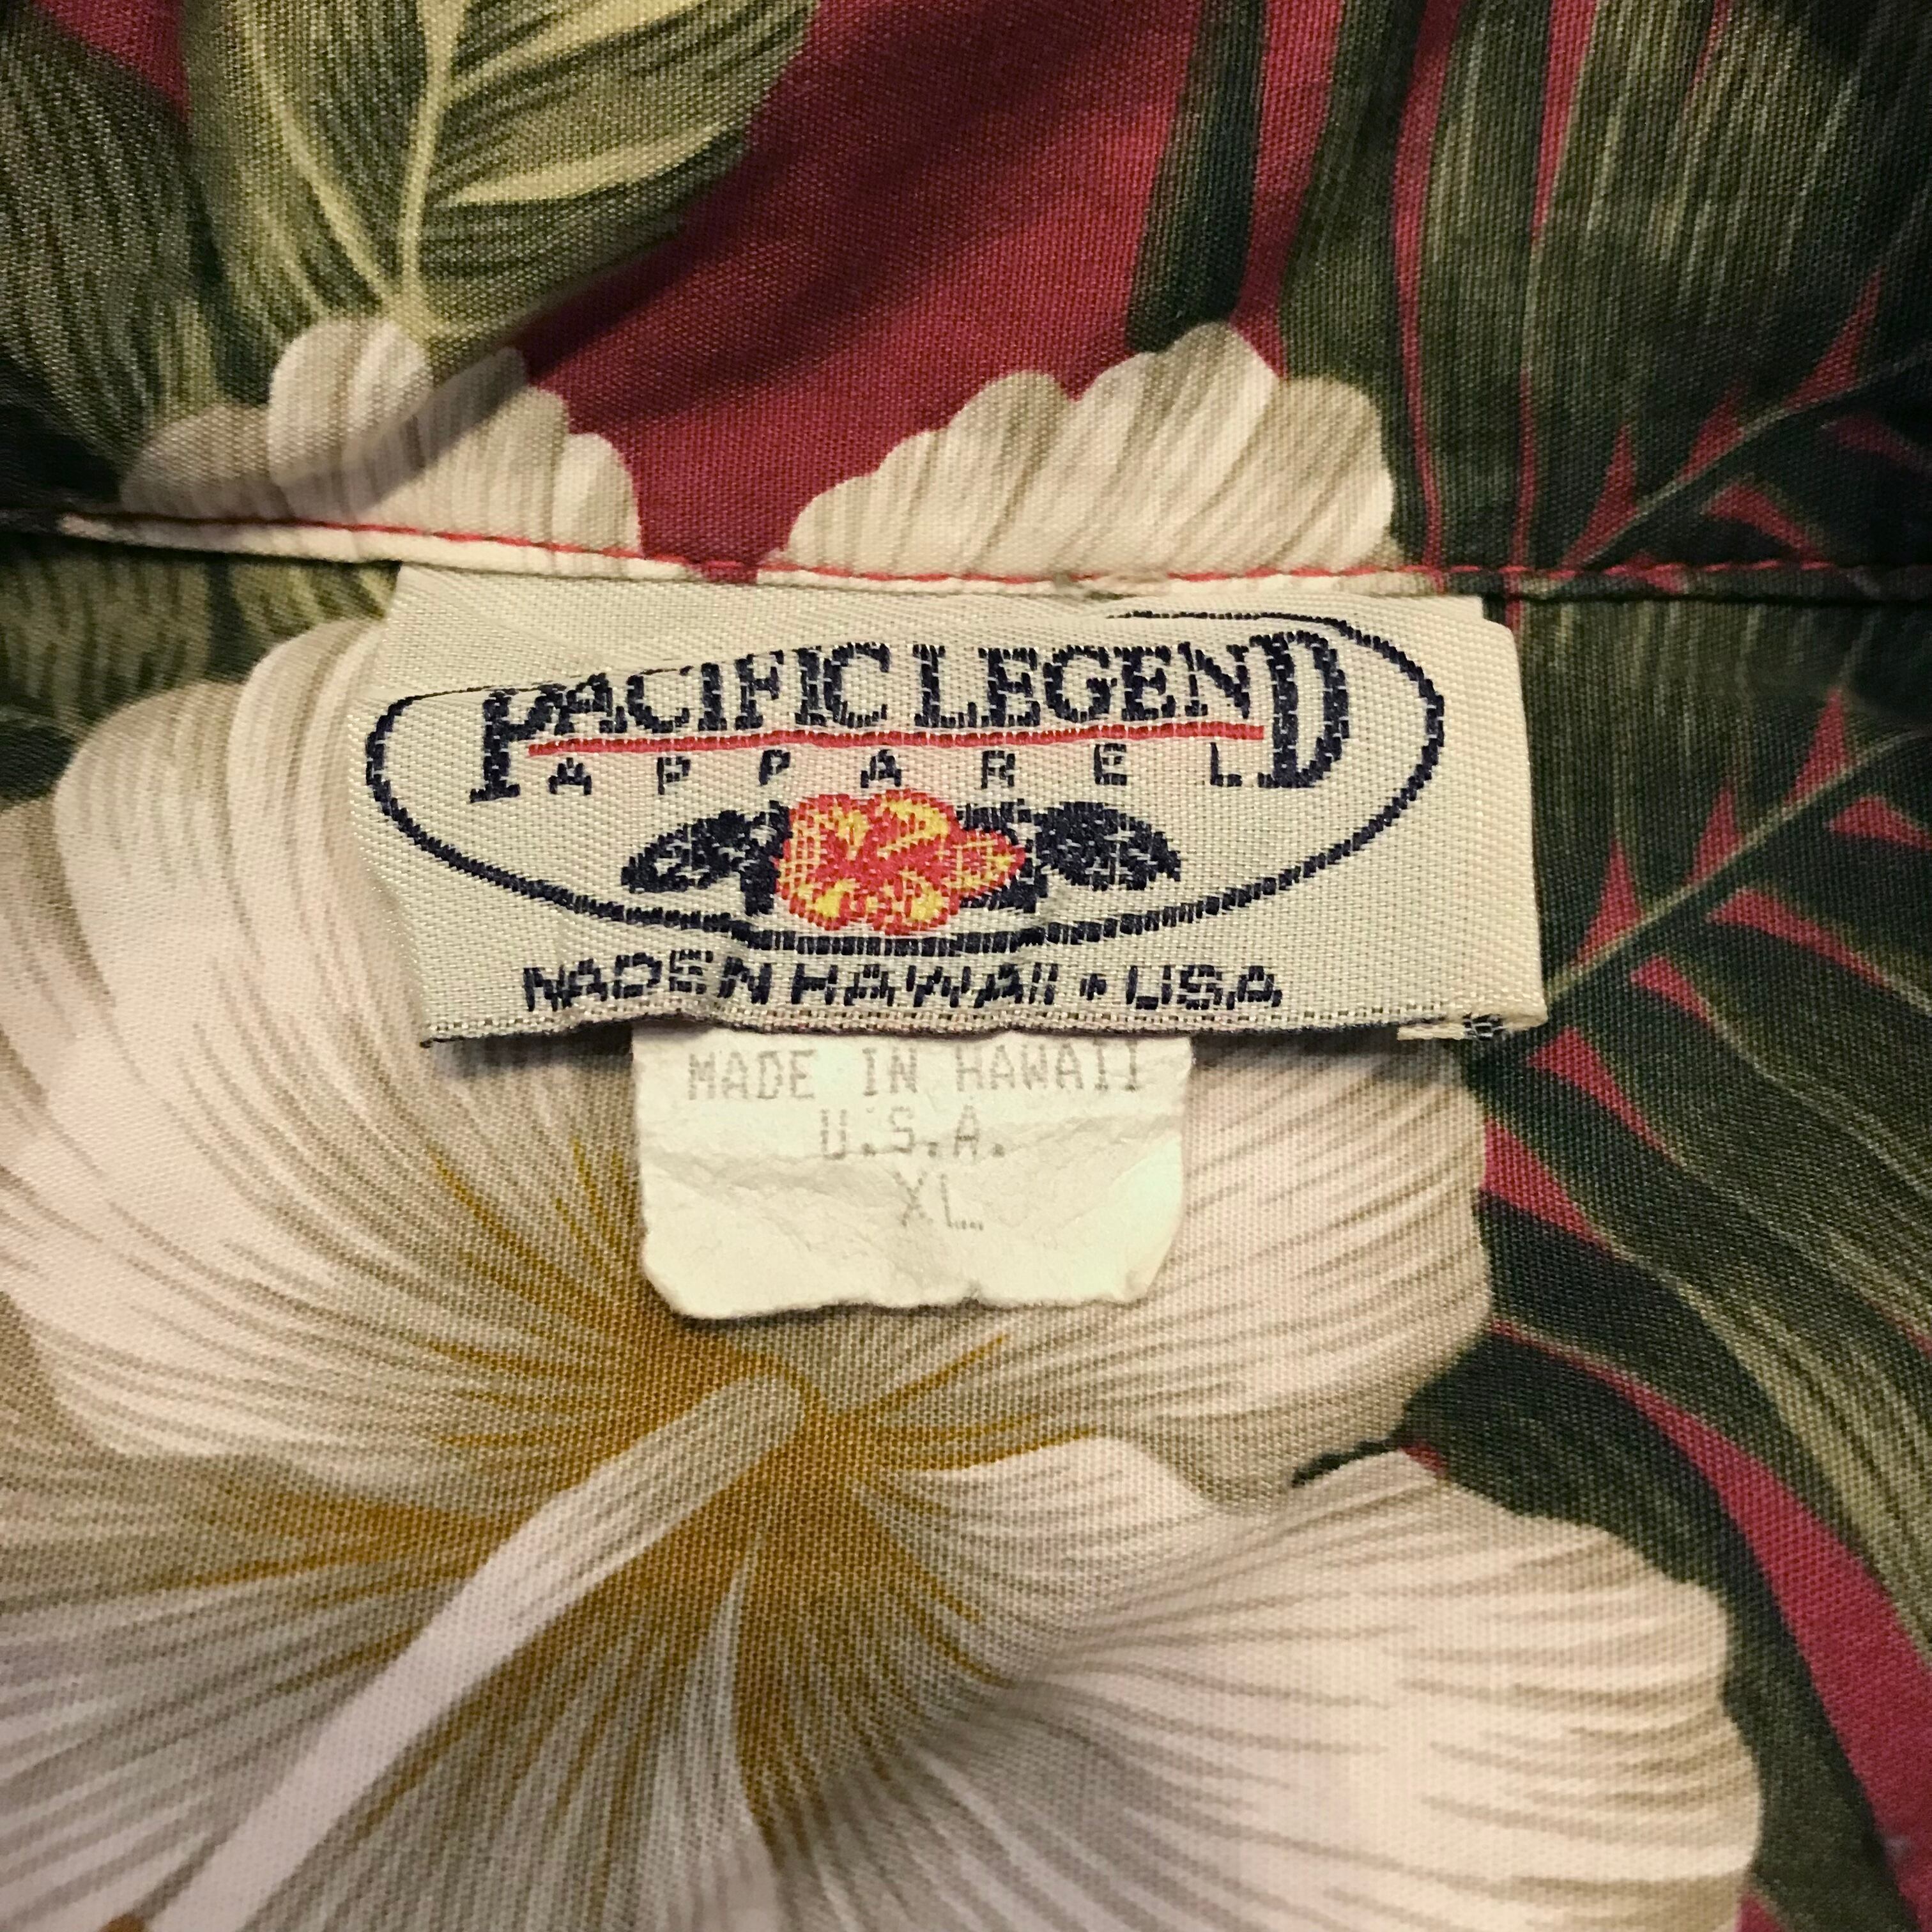 PACIFIC LEGEND
APPAREL
MADE IN HAWAII • USA
MADE IN HAWAII
U.S.A.
XL